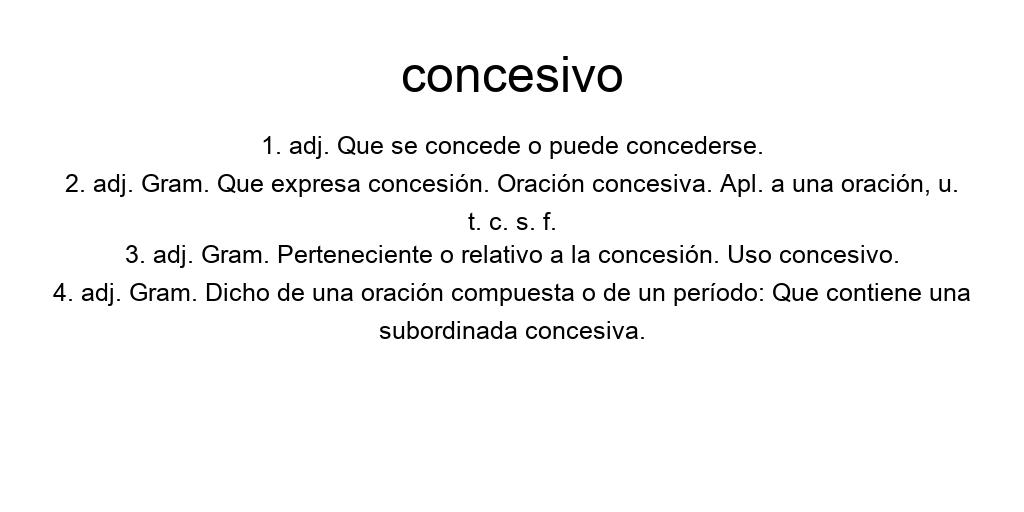 concesivo
1. adj. Que se concede o puede concederse.
2. adj. Gram. Que expresa concesión. Oración concesiva. Apl. a una oración, u.
t. c. s. f.
3. adj. Gram. Perteneciente o relativo a la concesión. Uso concesivo.
4. adj. Gram. Dicho de una oración compuesta o de un período: Que contiene una
subordinada concesiva.